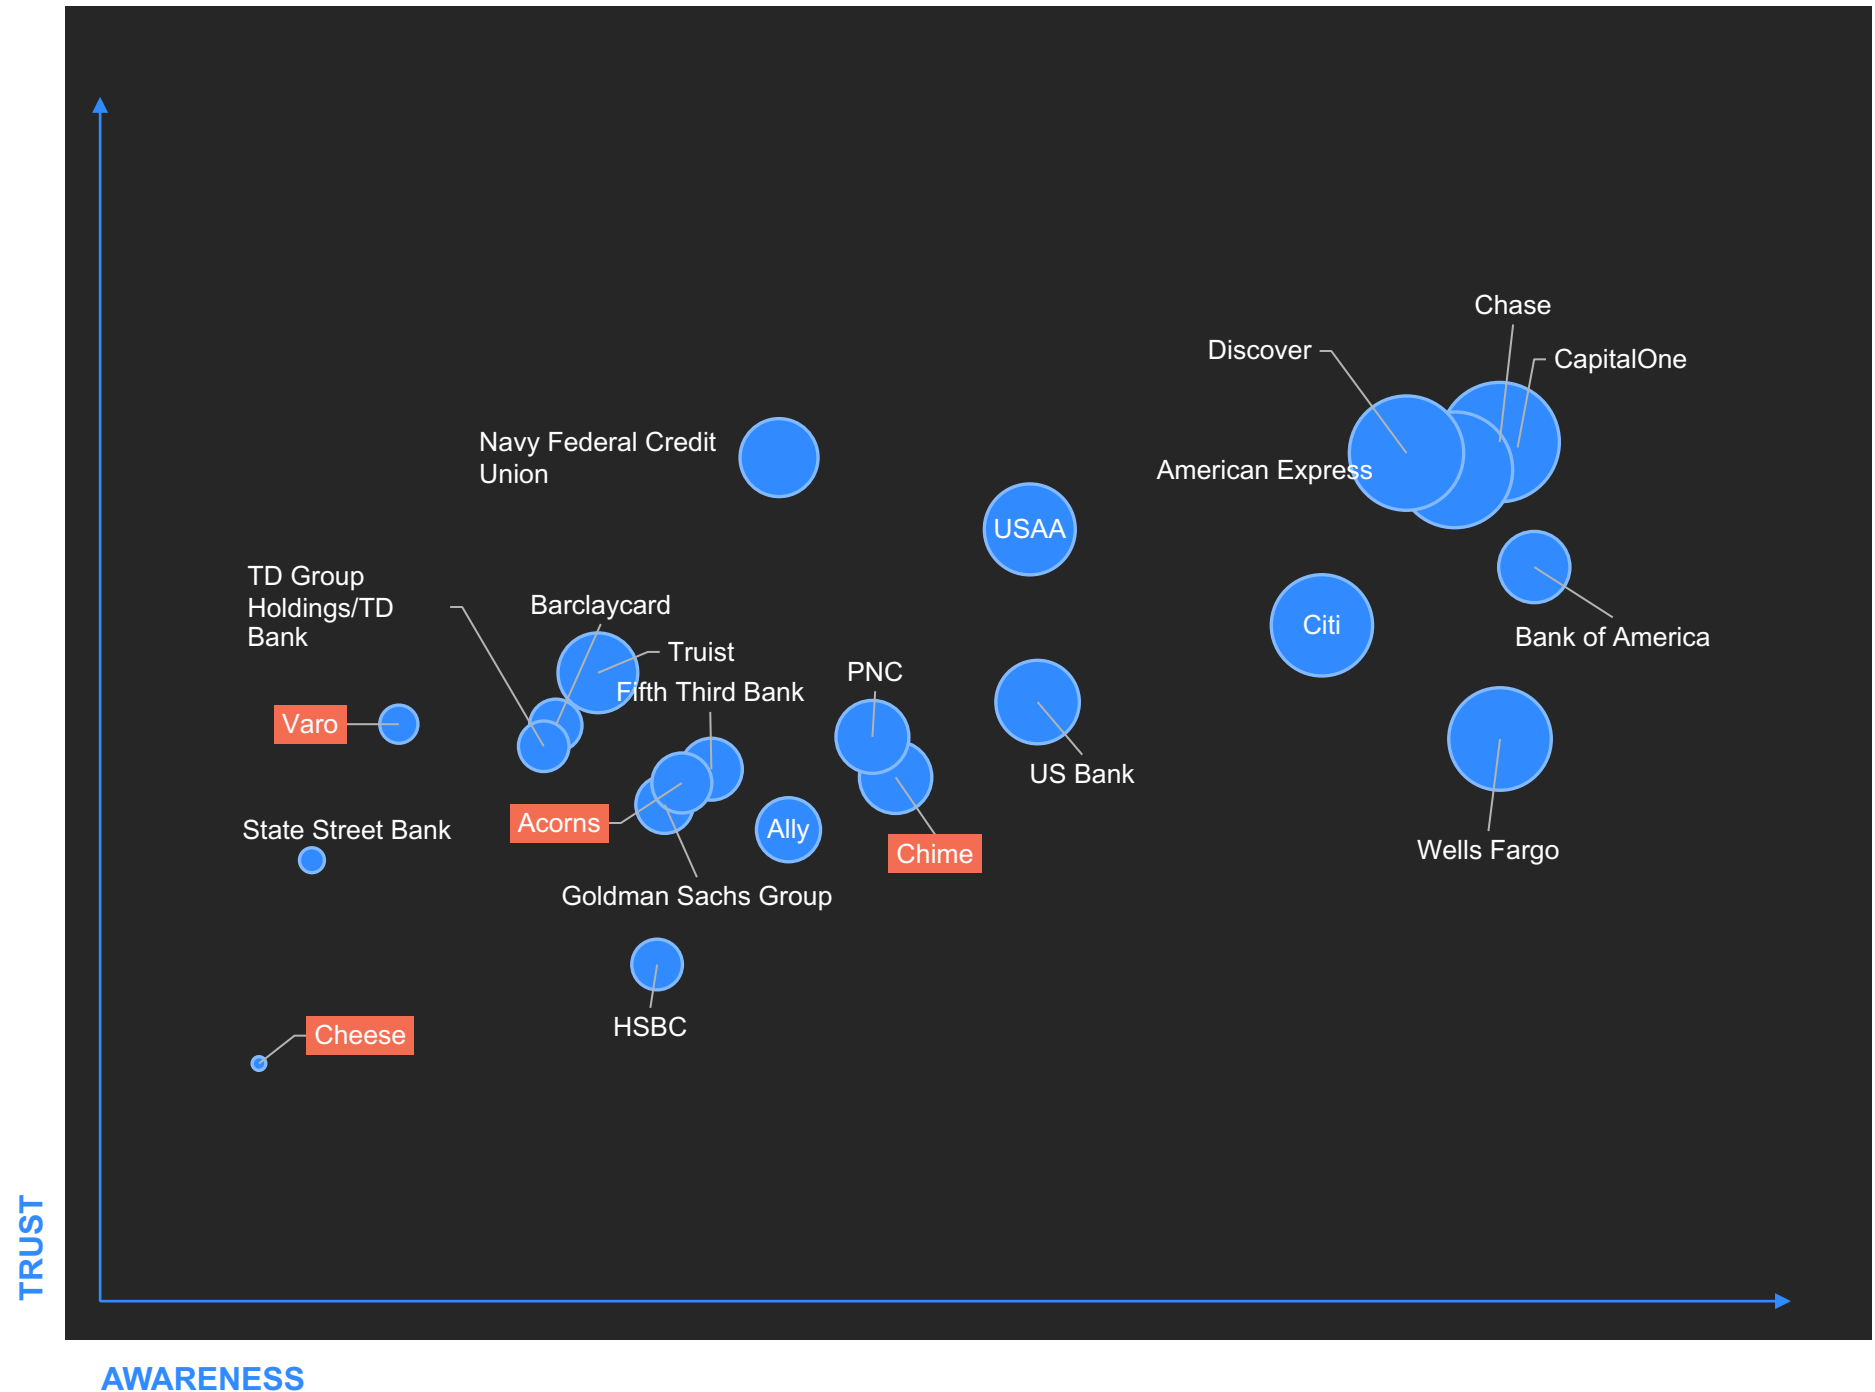 Chase
Discover
CapitalOne
Navy Federal Credit
Union
American Express
USAA
TD Group
Holdings/TD
Bank
Barclaycard
Citi
Bank of America
Truist
Fifth Third Bank
PNC
Varo
US Bank
Acorns
State Street Bank
Ally
Chime
Wells Fargo
Goldman Sachs Group
HSBC
Cheese
TRUST
AWARENESS